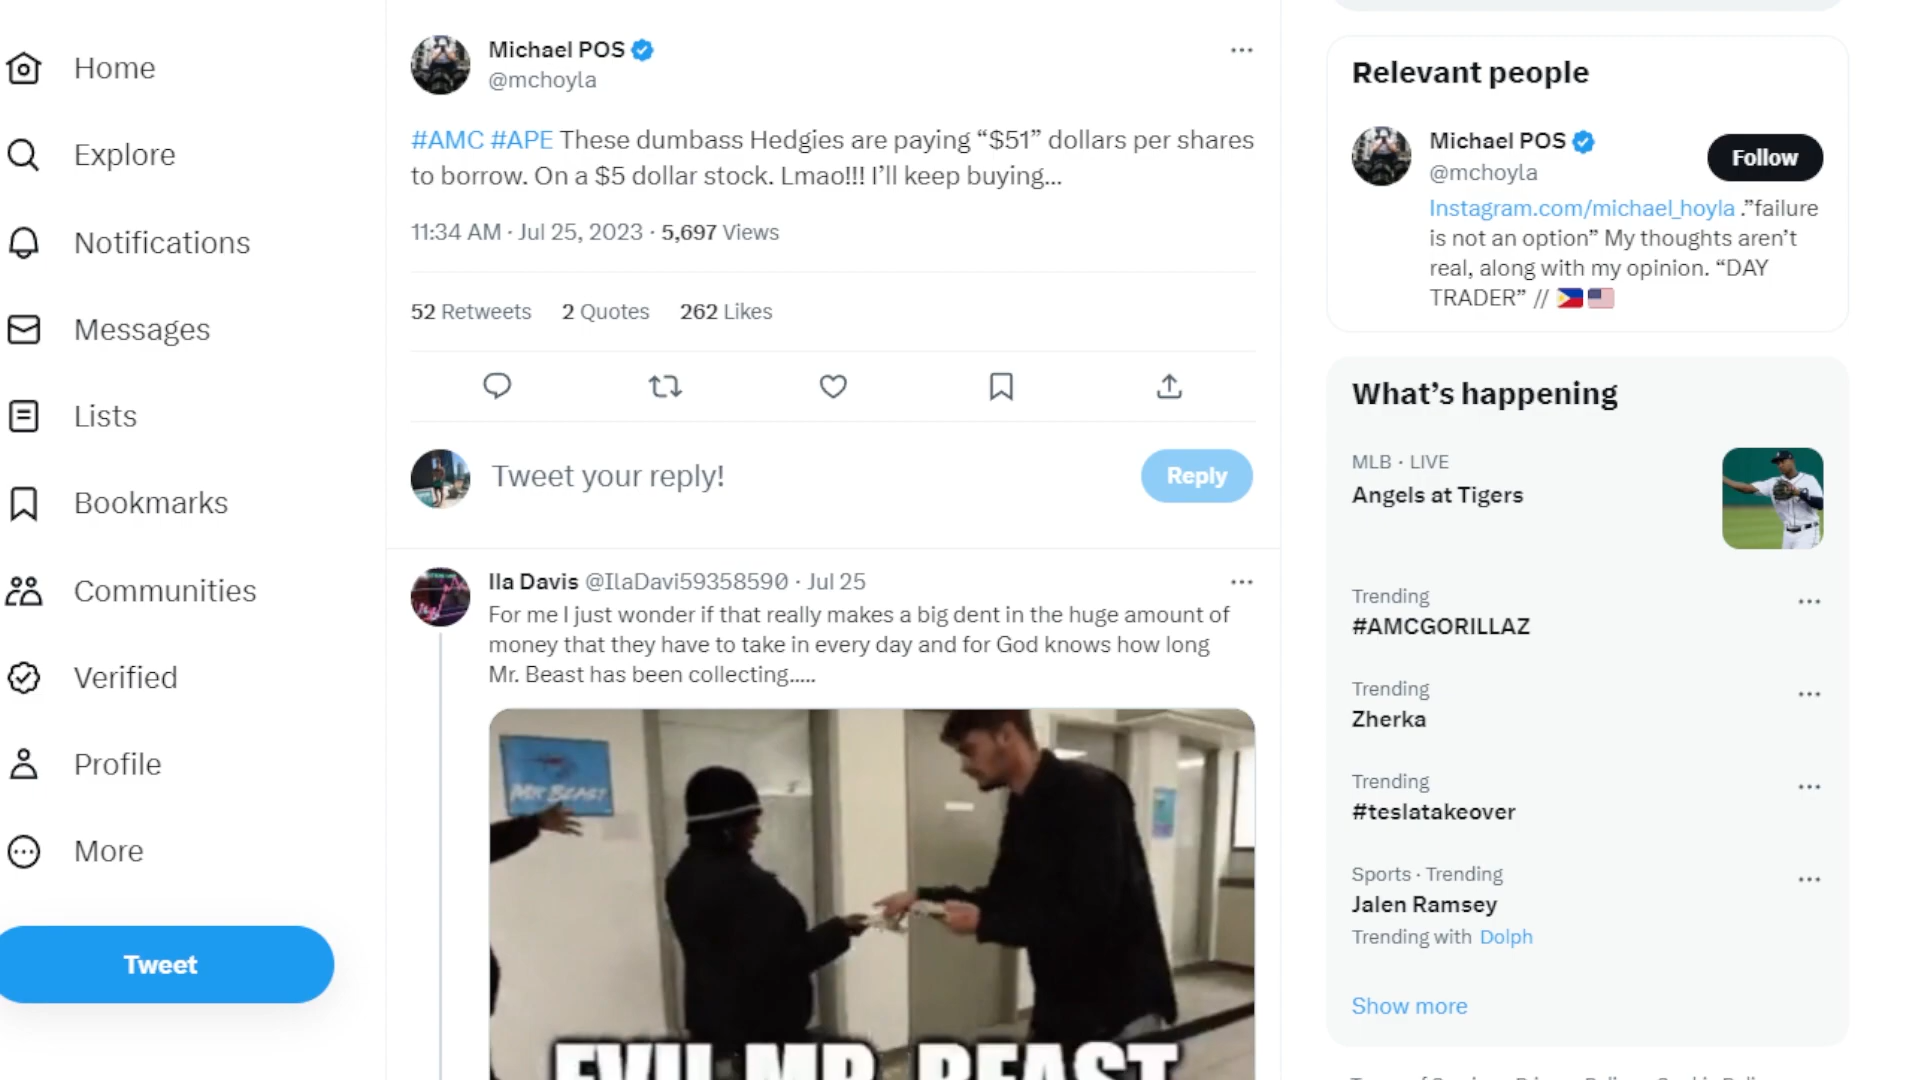 Home
Explore
Notifications
Messages
Lists
Bookmarks
Communities
Verified
Profile
More
Tweet
Michael POS
@mchoyla
#AMC #APE These dumbass Hedgies are paying “$51” dollars per shares
to borrow. On a $5 dollar stock. Lmao!!! I’ll keep buying...
11:34 AM · Jul 25, 2023 · 5,697 Views
52 Retweets 2 Quotes 262 Likes
Tweet your reply!
Reply
Ila Davis @IlaDavi59358590 · Jul 25
For me I just wonder if that really makes a big dent in the huge amount of
money that they have to take in every day and for God knows how long
Mr. Beast has been collecting.....
MR BEAST
EVIL MR. BEAST
Relevant people
Michael POS
@mchoyla
Follow
Instagram.com/michael_hoyla .”failure
is not an option” My thoughts aren’t
real, along with my opinion. “DAY
TRADER” //
What’s happening
MLB · LIVE
Angels at Tigers
Trending
#AMCGORILLAZ
Trending
Zherka
Trending
#teslatakeover
Sports · Trending
Jalen Ramsey
Trending with Dolph
Show more